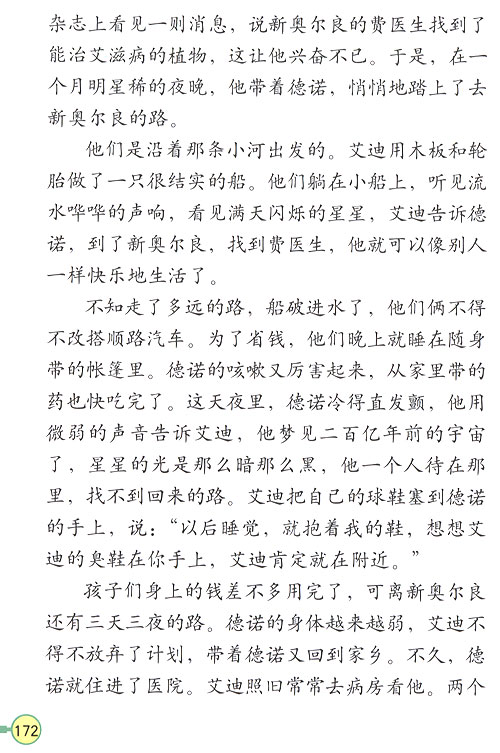 杂志上看见一则消息，说新奥尔良的费医生找到了
能治艾滋病的植物，这让他兴奋不已。于是，在一
个月明星稀的夜晚，他带着德诺，悄悄地踏上了去
新奥尔良的路。
他们是沿着那条小河出发的。艾迪用木板和轮
胎做了一只很结实的船。他们躺在小船上，听见流
水哗哗的声响，看见满天闪烁的星星，艾迪告诉德
诺，到了新奥尔良，找到费医生，他就可以像别人
一样快乐地生活了。
不知走了多远的路，船破进水了，他们俩不得
不改搭顺路汽车。为了省钱，他们晚上就睡在随身
带的帐篷里。德诺的咳嗽又厉害起来，从家里带的
药也快吃完了。这天夜里，德诺冷得直发颤，他用
微弱的声音告诉艾迪，他梦见二百亿年前的宇宙
了，星星的光是那么暗那么黑，他一个人待在那
里，找不到回来的路。艾迪把自己的球鞋塞到德诺
的手上，说：“以后睡觉，就抱着我的鞋，想想艾
迪的臭鞋在你手上，艾迪肯定就在附近。”
孩子们身上的钱差不多用完了，可离新奥尔良
还有三天三夜的路。德诺的身体越来越弱，艾迪不
得不放弃了计划，带着德诺又回到家乡。不久，德
诺就住进了医院。艾迪照旧常常去病房看他。两个
172